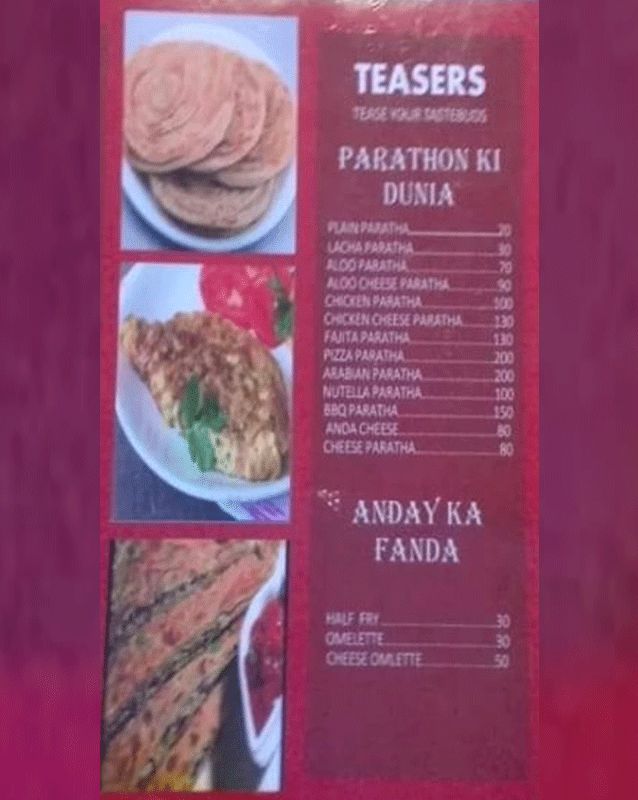 TEASERS
TEASE YOUR TASTEBUDS
PARATHON KI
DUNIA
PLAIN PARATHA 20
LACHA PARATHA 30
ALOO PARATHA 70
ALOO CHEESE PARATHA 90
CHICKEN PARATHA 100
CHICKEN CHEESE PARATHA 130
FAJITA PARATHA 130
PIZZA PARATHA 200
ARABIAN PARATHA 200
NUTELLA PARATHA 100
BBQ PARATHA 150
ANDA CHEESE 80
CHEESE PARATHA 80
ANDAY KA
FANDA
HALF FRY 30
OMELETTE 30
CHEESE OMLETTE 50